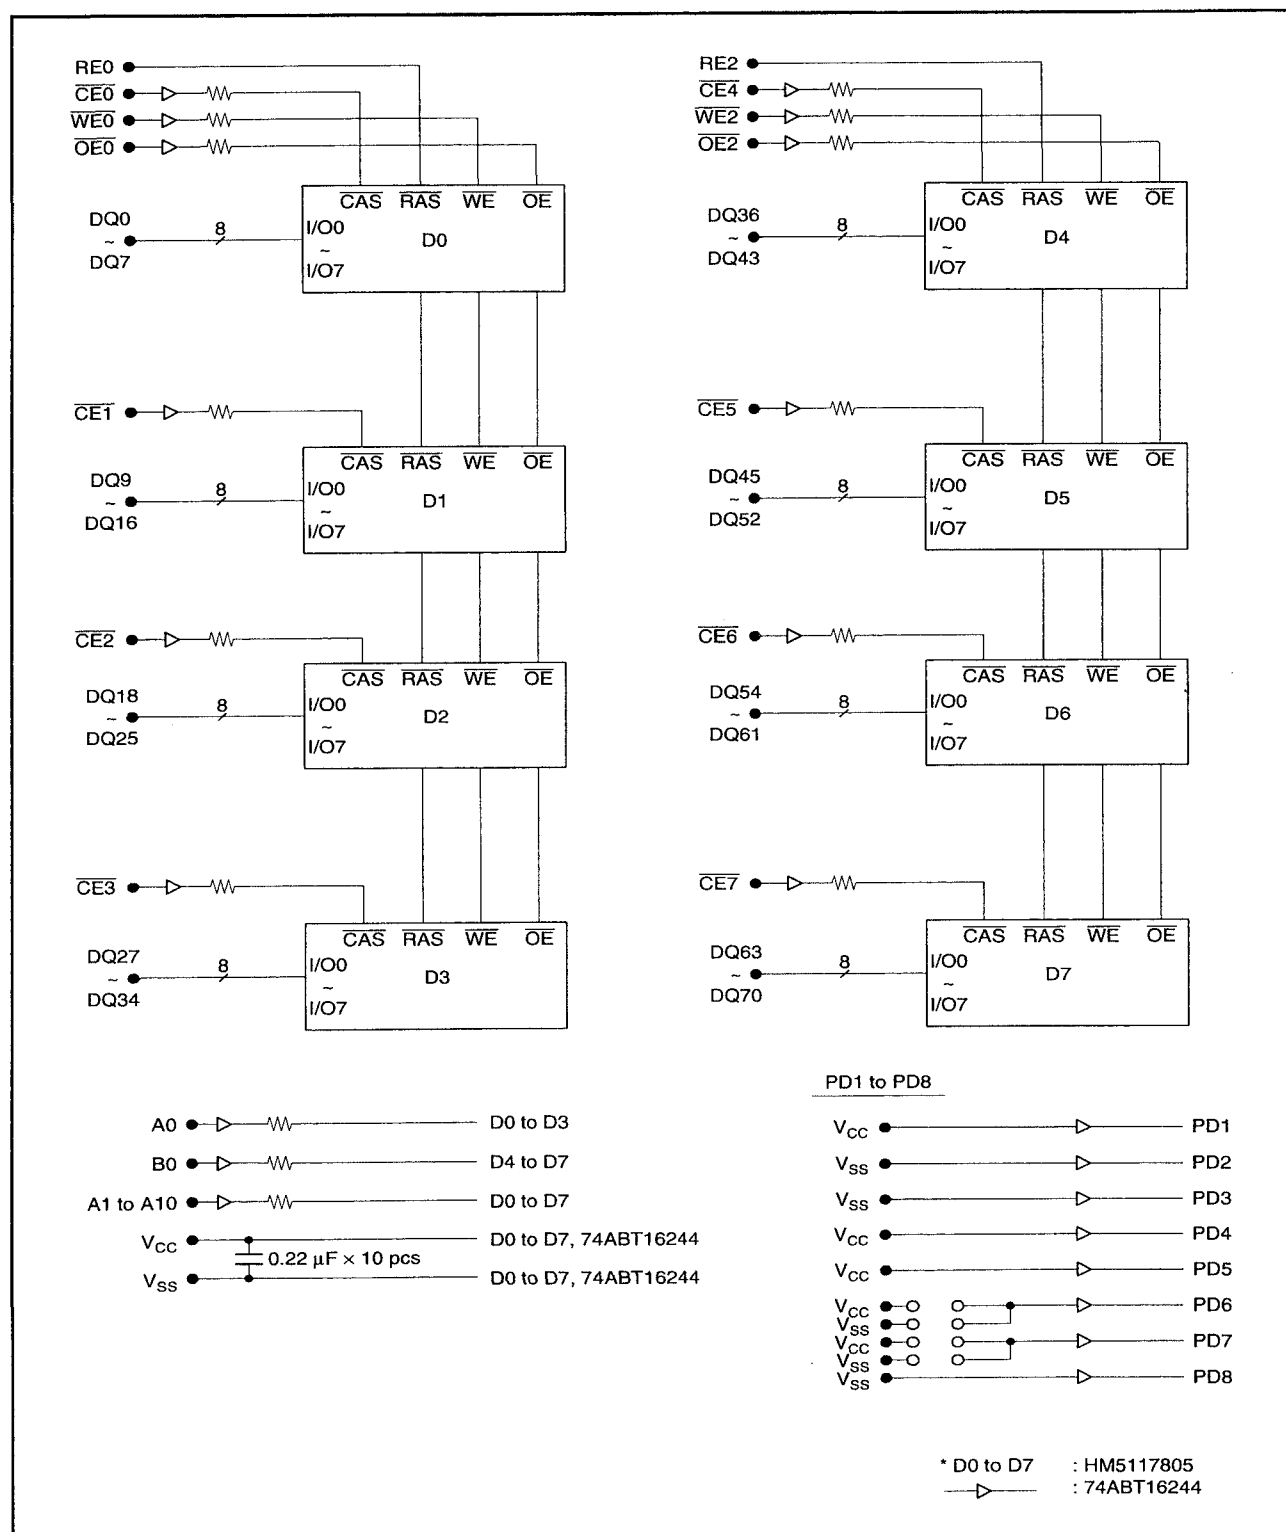 RE0
CE0
WE0
OE0
CAS RAS WE OE
DQ0
~
DQ7
8
I/O0
~
I/O7
D0
CE1
CAS RAS WE OE
DQ9
~
DQ16
8
I/O0
~
I/O7
D1
CE2
CAS RAS WE OE
DQ18
~
DQ25
8
I/O0
~
I/O7
D2
CE3
CAS RAS WE OE
DQ27
~
DQ34
8
I/O0
~
I/O7
D3
RE2
CE4
WE2
OE2
CAS RAS WE OE
DQ36
~
DQ43
8
I/O0
~
I/O7
D4
CE5
CAS RAS WE OE
DQ45
~
DQ52
8
I/O0
~
I/O7
D5
CE6
CAS RAS WE OE
DQ54
~
DQ61
8
I/O0
~
I/O7
D6
CE7
CAS RAS WE OE
DQ63
~
DQ70
8
I/O0
~
I/O7
D7
A0 D0 to D3
B0 D4 to D7
A1 to A10 D0 to D7
VCC D0 to D7, 74ABT16244
0.22 µF × 10 pcs
VSS D0 to D7, 74ABT16244
PD1 to PD8
VCC PD1
VSS PD2
VSS PD3
VCC PD4
VCC PD5
VCC PD6
VSS
VCC PD7
VSS
VSS PD8
* D0 to D7 : HM5117805
: 74ABT16244